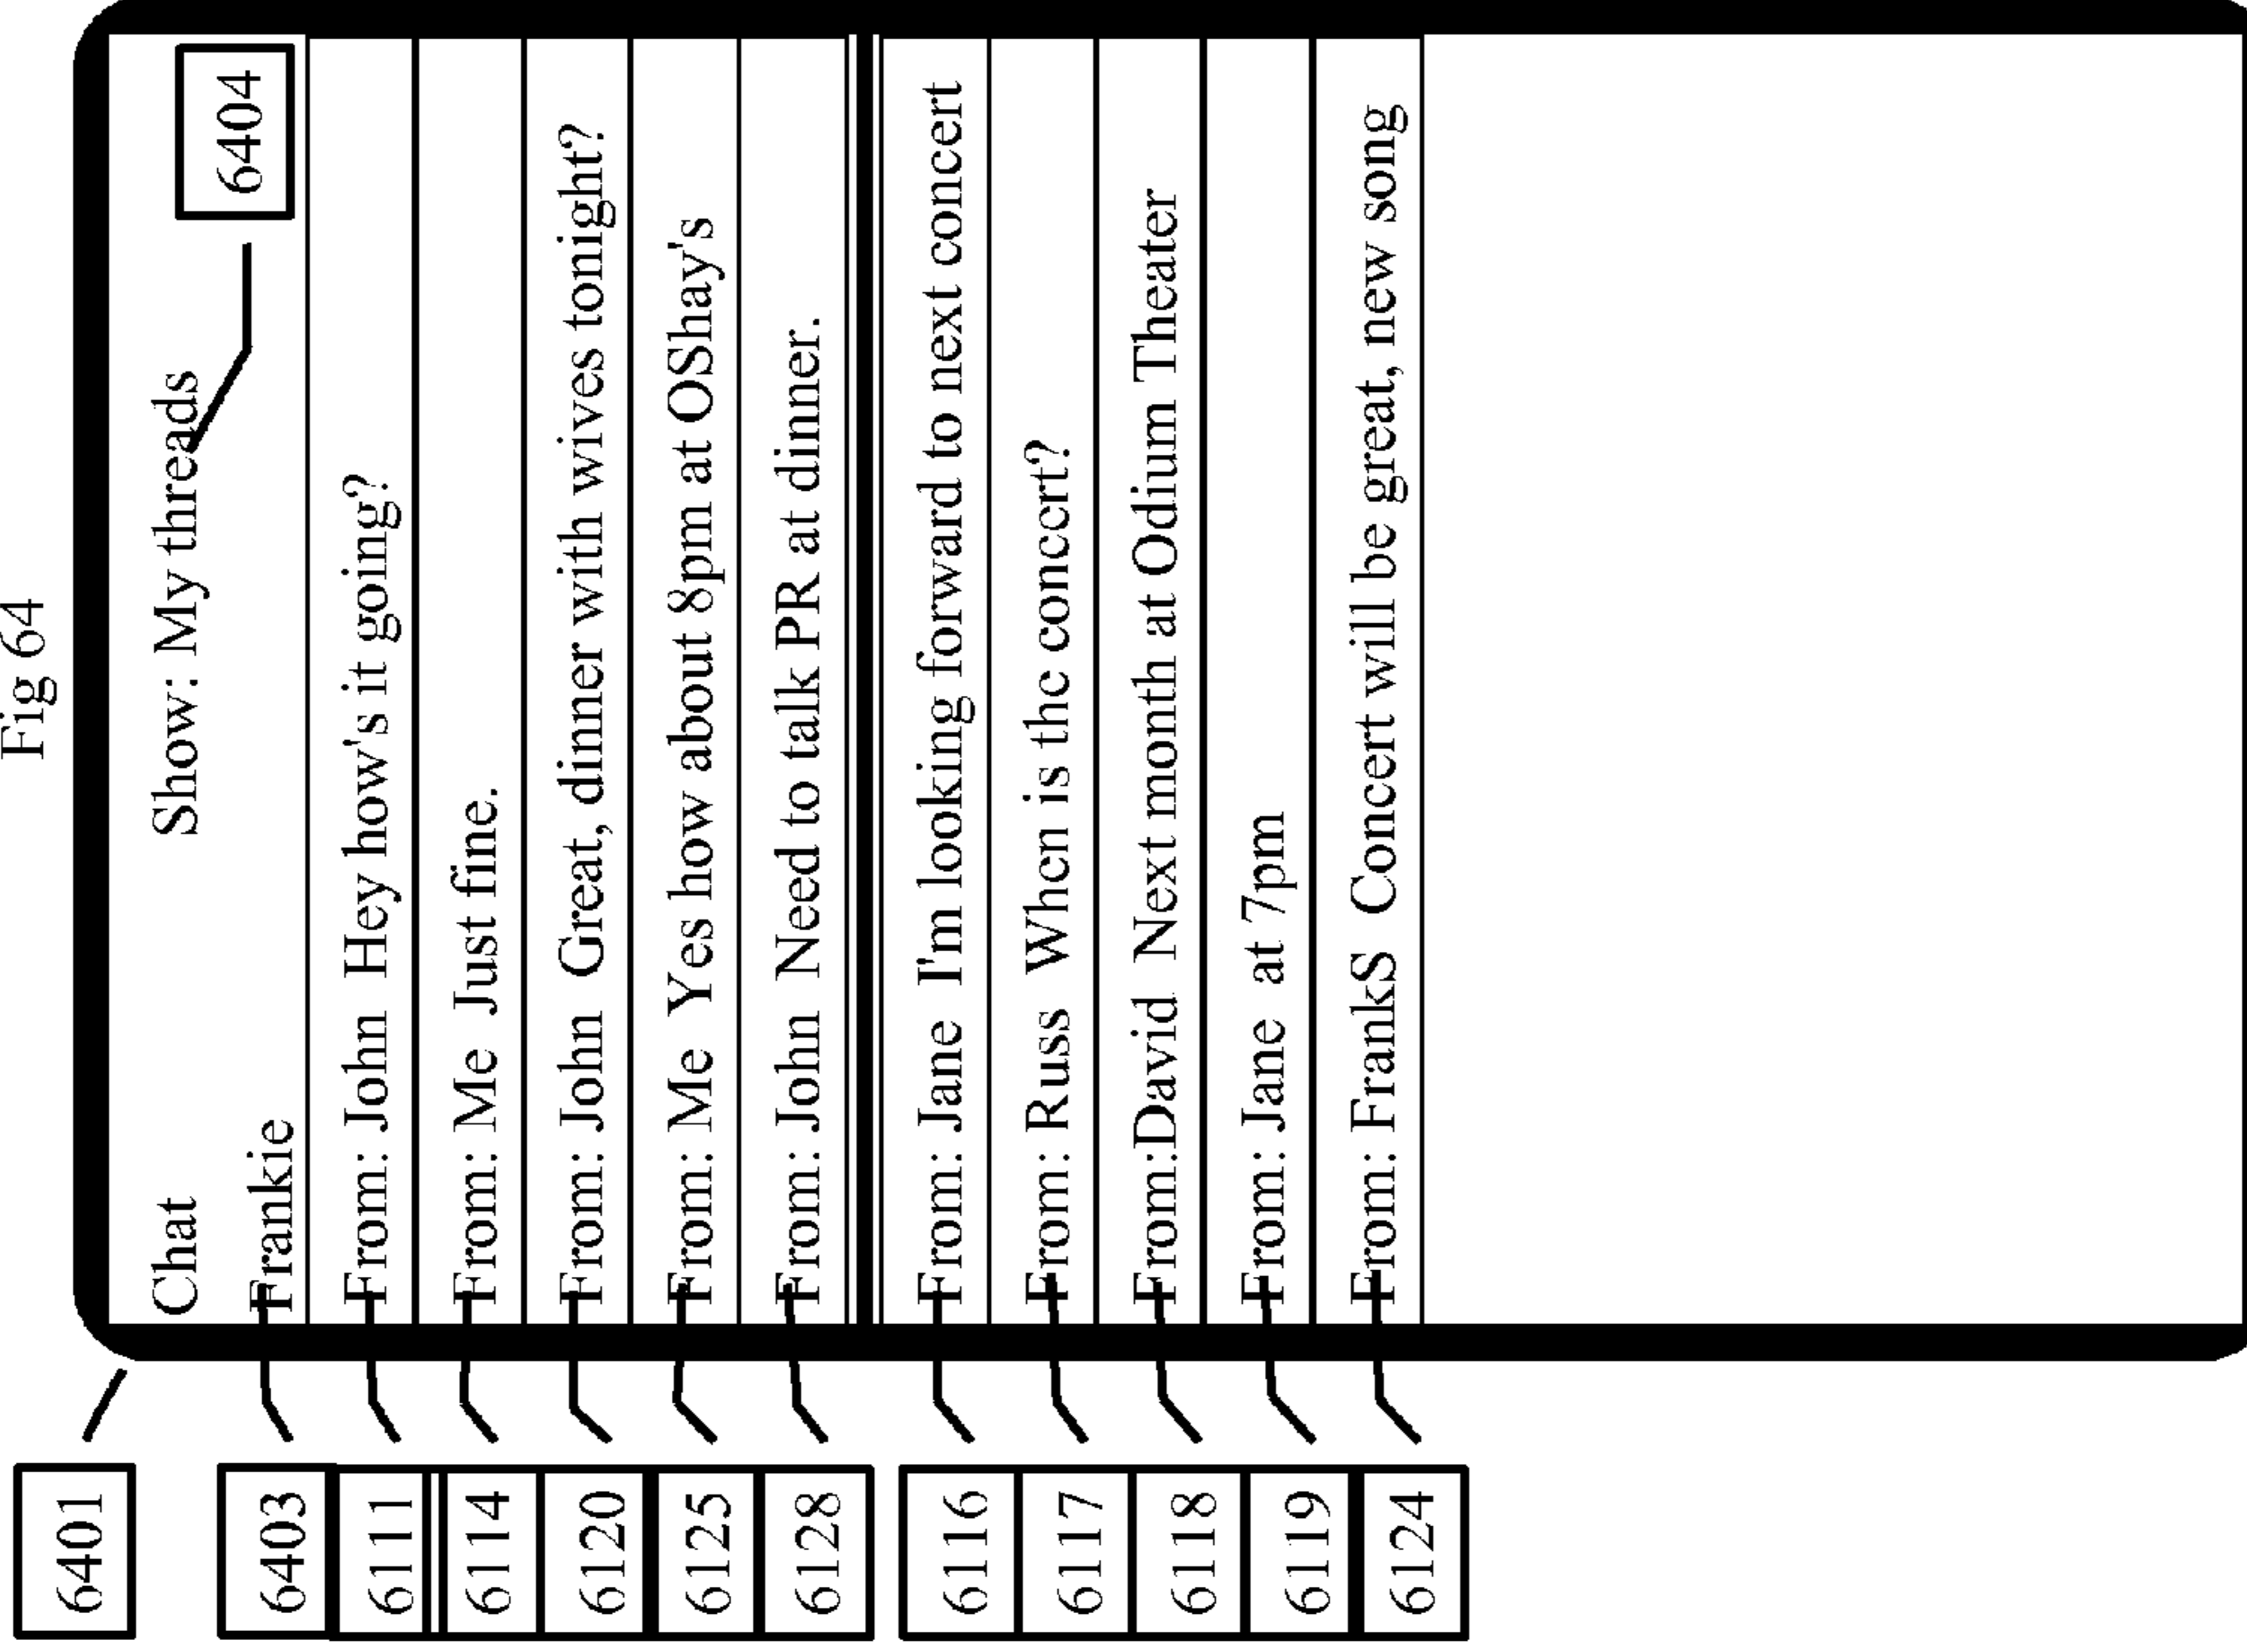 Fig 64
6401
Chat Show: My threads
6404
6403 Frankie
6111 From: John Hey how's it going?
6114 From: Me Just fine.
6120 From: John Great, dinner with wives tonight?
6125 From: Me Yes how about 8pm at OShay's
6128 From: John Need to talk PR at dinner.
6116 From: Jane I'm looking forward to next concert
6117 From: Russ When is the concert?
6118 From:David Next month at Odium Theater
6119 From: Jane at 7pm
6124 From: FrankS Concert will be great, new song